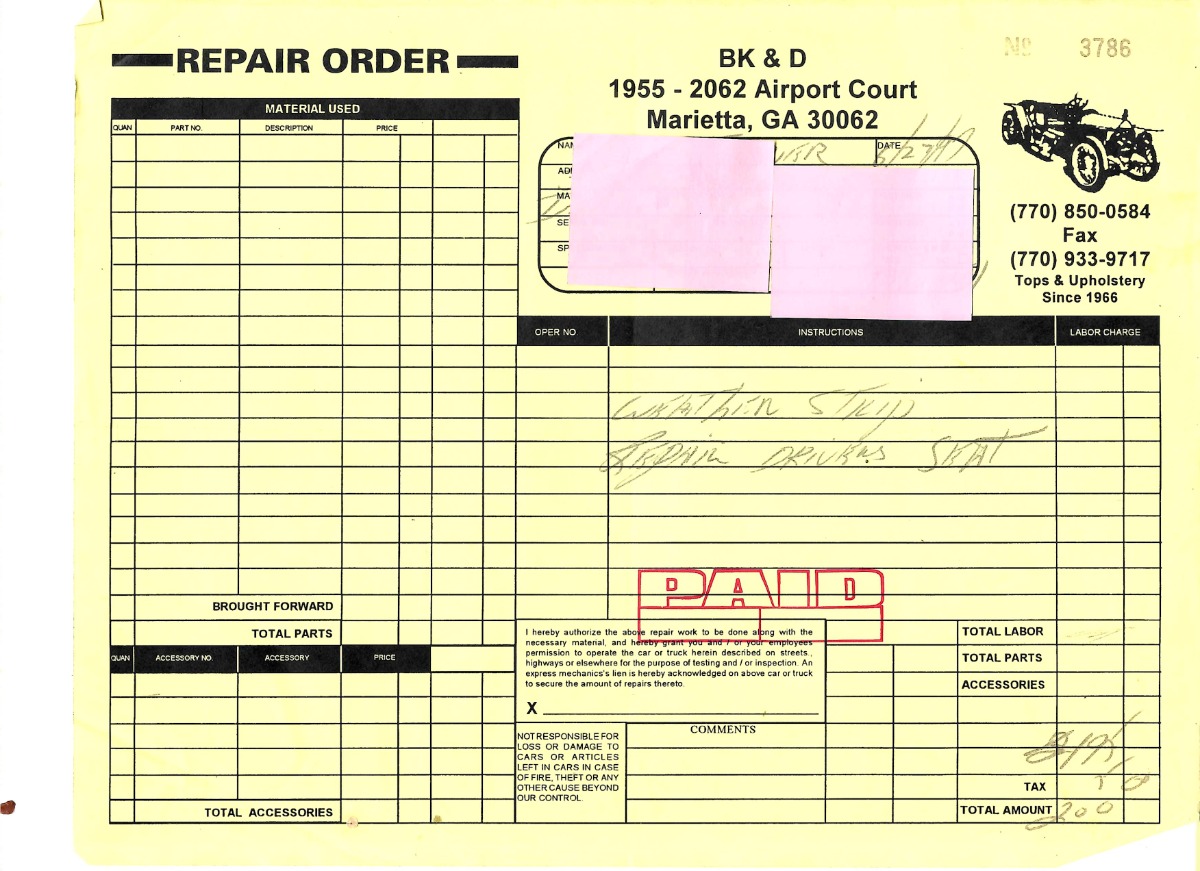 REPAIR ORDER
BK & D
1955 - 2062 Airport Court
Marietta, GA 30062
No 3786
(770) 850-0584
Fax
(770) 933-9717
Tops & Upholstery
Since 1966
MATERIAL USED
QUAN PART NO. DESCRIPTION PRICE
DATE
OPER NO. INSTRUCTIONS LABOR CHARGE
WEATHER STRIP
REPAIR DRIVERS SEAT
PAID
BROUGHT FORWARD
TOTAL PARTS
QUAN ACCESSORY NO. ACCESSORY PRICE
TOTAL ACCESSORIES
I hereby authorize the above repair work to be done along with the
necessary material, and hereby grant you and / or your employees
permission to operate the car or truck herein described on streets,
highways or elsewhere for the purpose of testing and / or inspection. An
express mechanics's lien is hereby acknowledged on above car or truck
to secure the amount of repairs thereto.
X
NOT RESPONSIBLE FOR
LOSS OR DAMAGE TO
CARS OR ARTICLES
LEFT IN CARS IN CASE
OF FIRE, THEFT OR ANY
OTHER CAUSE BEYOND
OUR CONTROL.
COMMENTS
TOTAL LABOR
TOTAL PARTS
ACCESSORIES
TAX
TOTAL AMOUNT 200